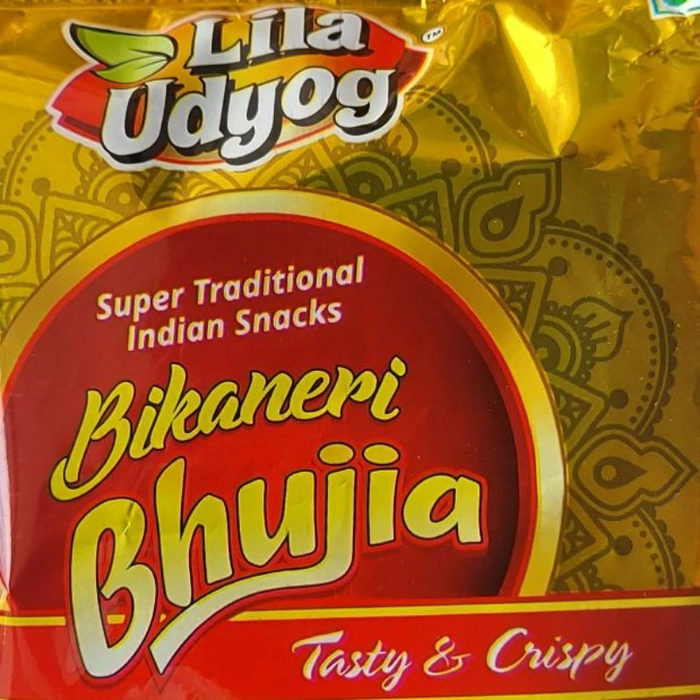 Lila
Udyog
TM
Super Traditional
Indian Snacks
Bikaneri
Bhujia
Tasty & Crispy